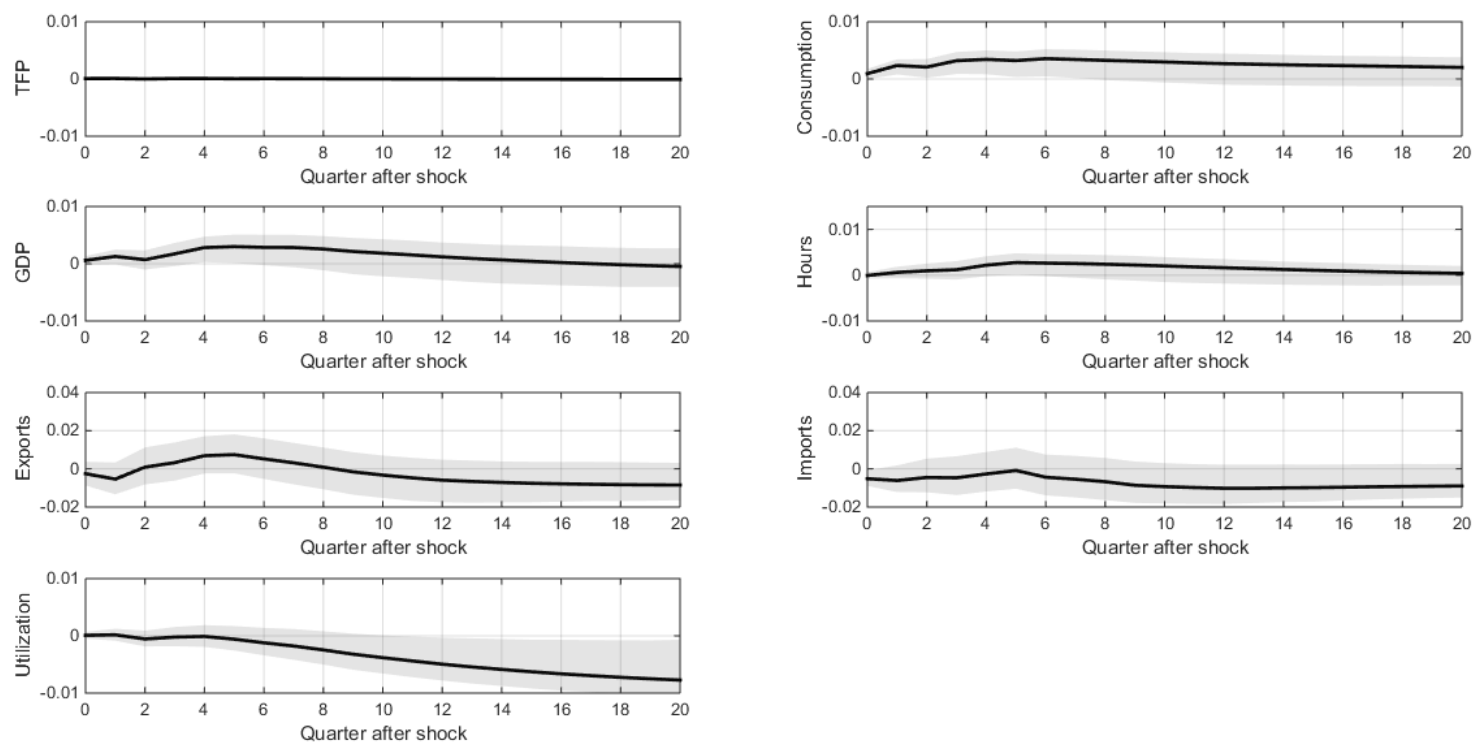 0.01
TFP
0
-0.01
0 2 4 6 8 10 12 14 16 18 20
Quarter after shock
0.01
Consumption
0
-0.01
0 2 4 6 8 10 12 14 16 18 20
Quarter after shock
0.01
GDP
0
-0.01
0 2 4 6 8 10 12 14 16 18 20
Quarter after shock
0.01
Hours
0
-0.01
0 2 4 6 8 10 12 14 16 18 20
Quarter after shock
0.04
0.02
Exports
0
-0.02
0 2 4 6 8 10 12 14 16 18 20
Quarter after shock
0.04
0.02
Imports
0
-0.02
0 2 4 6 8 10 12 14 16 18 20
Quarter after shock
0.01
Utilization
0
-0.01
0 2 4 6 8 10 12 14 16 18 20
Quarter after shock